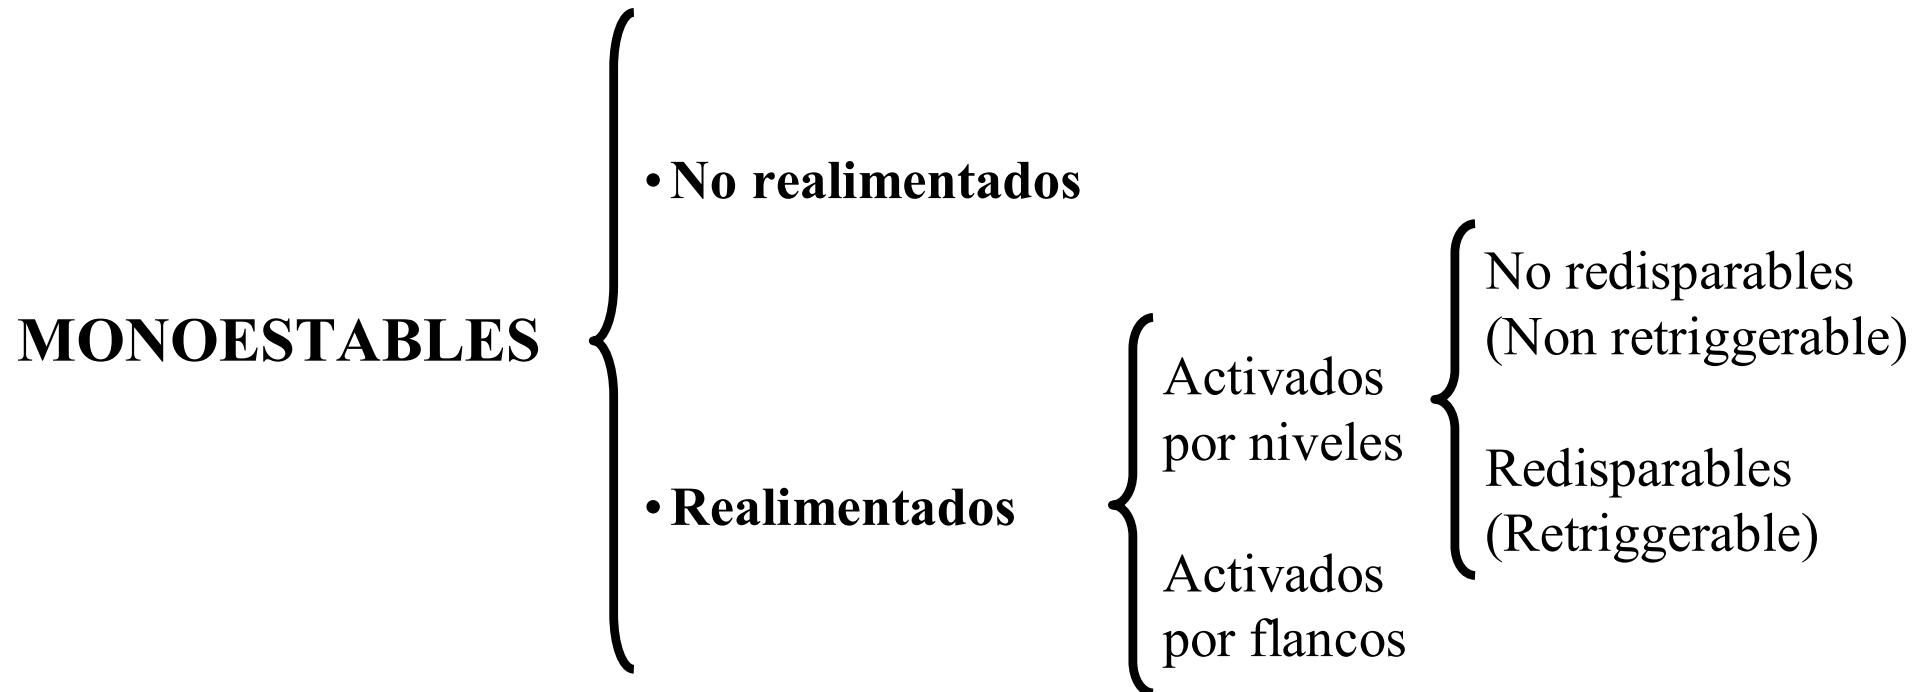 MONOESTABLES
• No realimentados
• Realimentados
Activados
por niveles
Activados
por flancos
No redisparables
(Non retriggerable)
Redisparables
(Retriggerable)